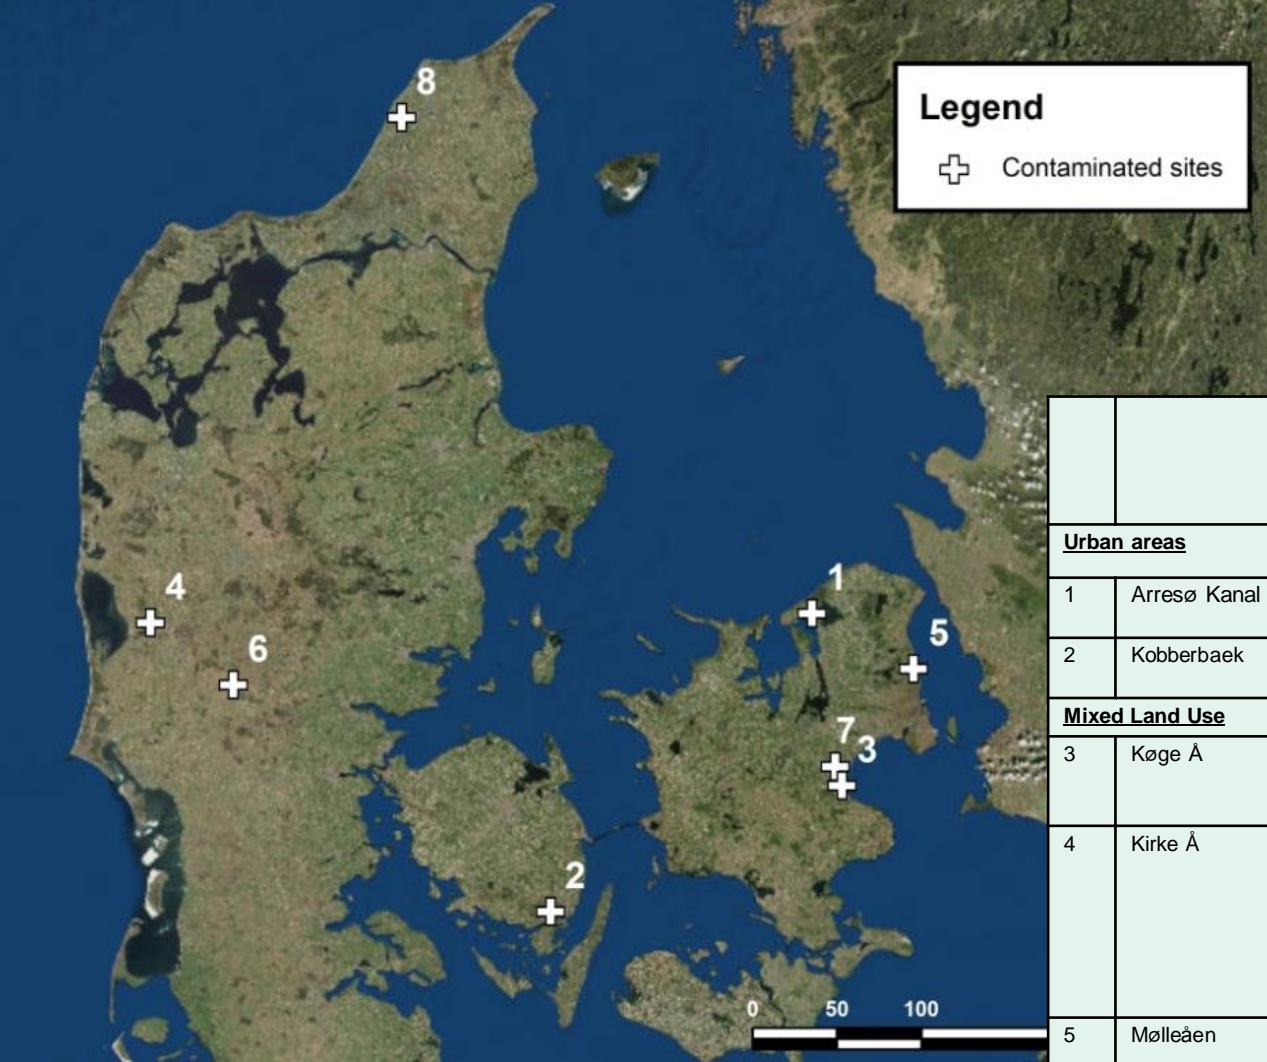 8
Legend
Contaminated sites
4
6
1
5
7
3
2
0 50 100
Urban areas
1 Arresø Kanal
2 Kobberbaek
Mixed Land Use
3 Køge Å
4 Kirke Å
5 Mølleåen